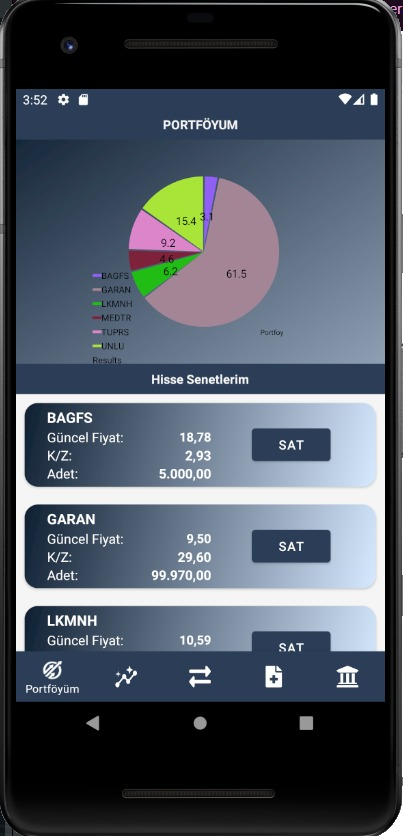 er
3:52
PORTFÖYUM
3.1
15.4
9.2
4.6
6.2
61.5
BAGFS
GARAN
LKMNH
MEDTR
TUPRS
UNLU
Results
Portfoy
Hisse Senetlerim
BAGFS
Güncel Fiyat: 18,78
K/Z: 2,93
Adet: 5.000,00
SAT
GARAN
Güncel Fiyat: 9,50
K/Z: 29,60
Adet: 99.970,00
SAT
LKMNH
Güncel Fiyat: 10,59
SAT
Portföyüm